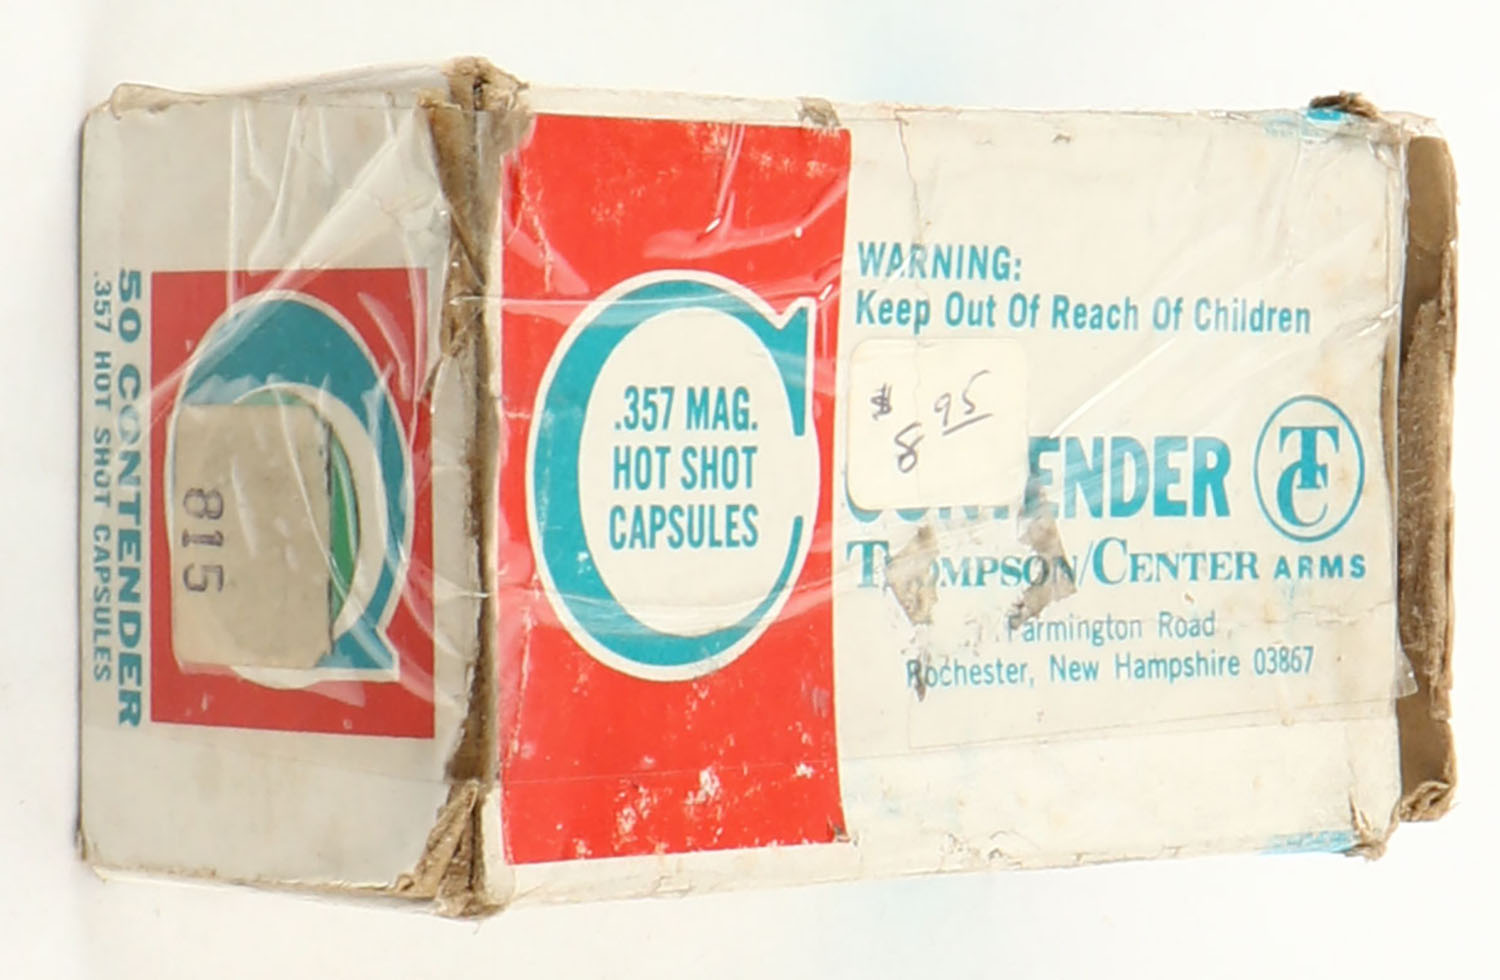 50 CONTENDER
.357 HOT SHOT CAPSULES
815
.357 MAG.
HOT SHOT
CAPSULES
WARNING:
Keep Out Of Reach Of Children
$8.95
ENDER
TC
MPSON/CENTER ARMS
Farmington Road
Rochester, New Hampshire 03867